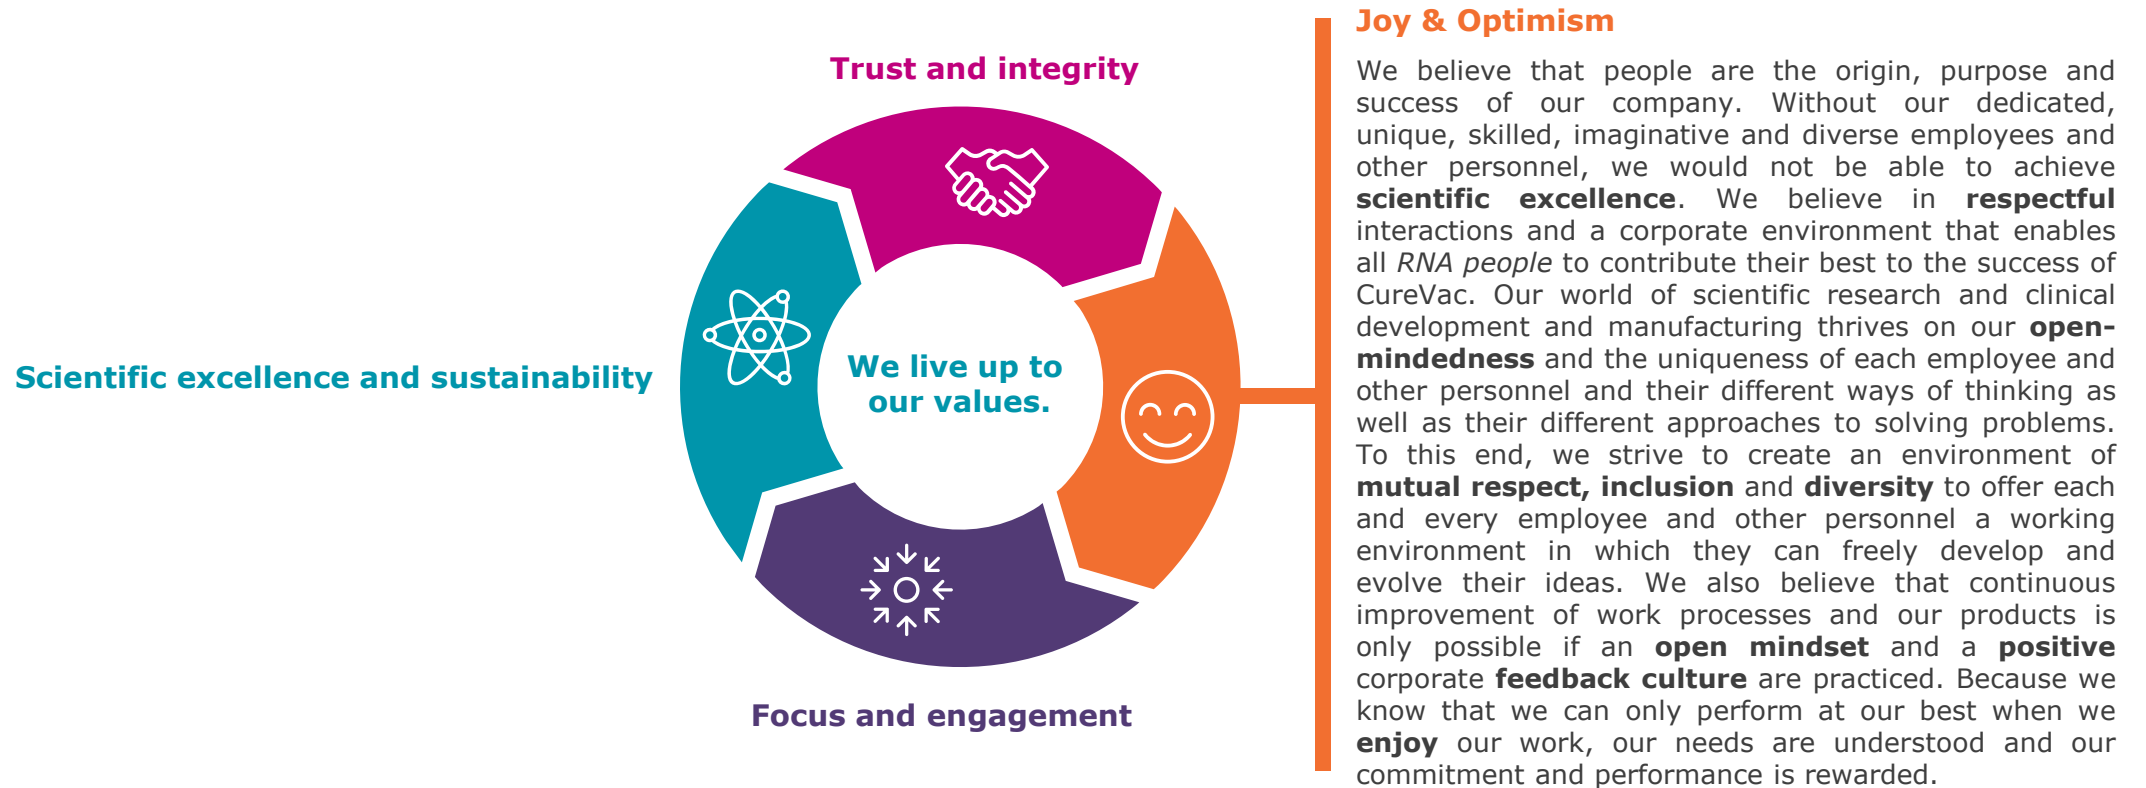 Trust and integrity
Scientific excellence and sustainability
We live up to
our values.
Focus and engagement
Joy & Optimism
We believe that people are the origin, purpose and
success of our company. Without our dedicated,
unique, skilled, imaginative and diverse employees and
other personnel, we would not be able to achieve
scientific excellence. We believe in respectful
interactions and a corporate environment that enables
all RNA people to contribute their best to the success of
CureVac. Our world of scientific research and clinical
development and manufacturing thrives on our open-
mindedness and the uniqueness of each employee and
other personnel and their different ways of thinking as
well as their different approaches to solving problems.
To this end, we strive to create an environment of
mutual respect, inclusion and diversity to offer each
and every employee and other personnel a working
environment in which they can freely develop and
evolve their ideas. We also believe that continuous
improvement of work processes and our products is
only possible if an open mindset and a positive
corporate feedback culture are practiced. Because we
know that we can only perform at our best when we
enjoy our work, our needs are understood and our
commitment and performance is rewarded.